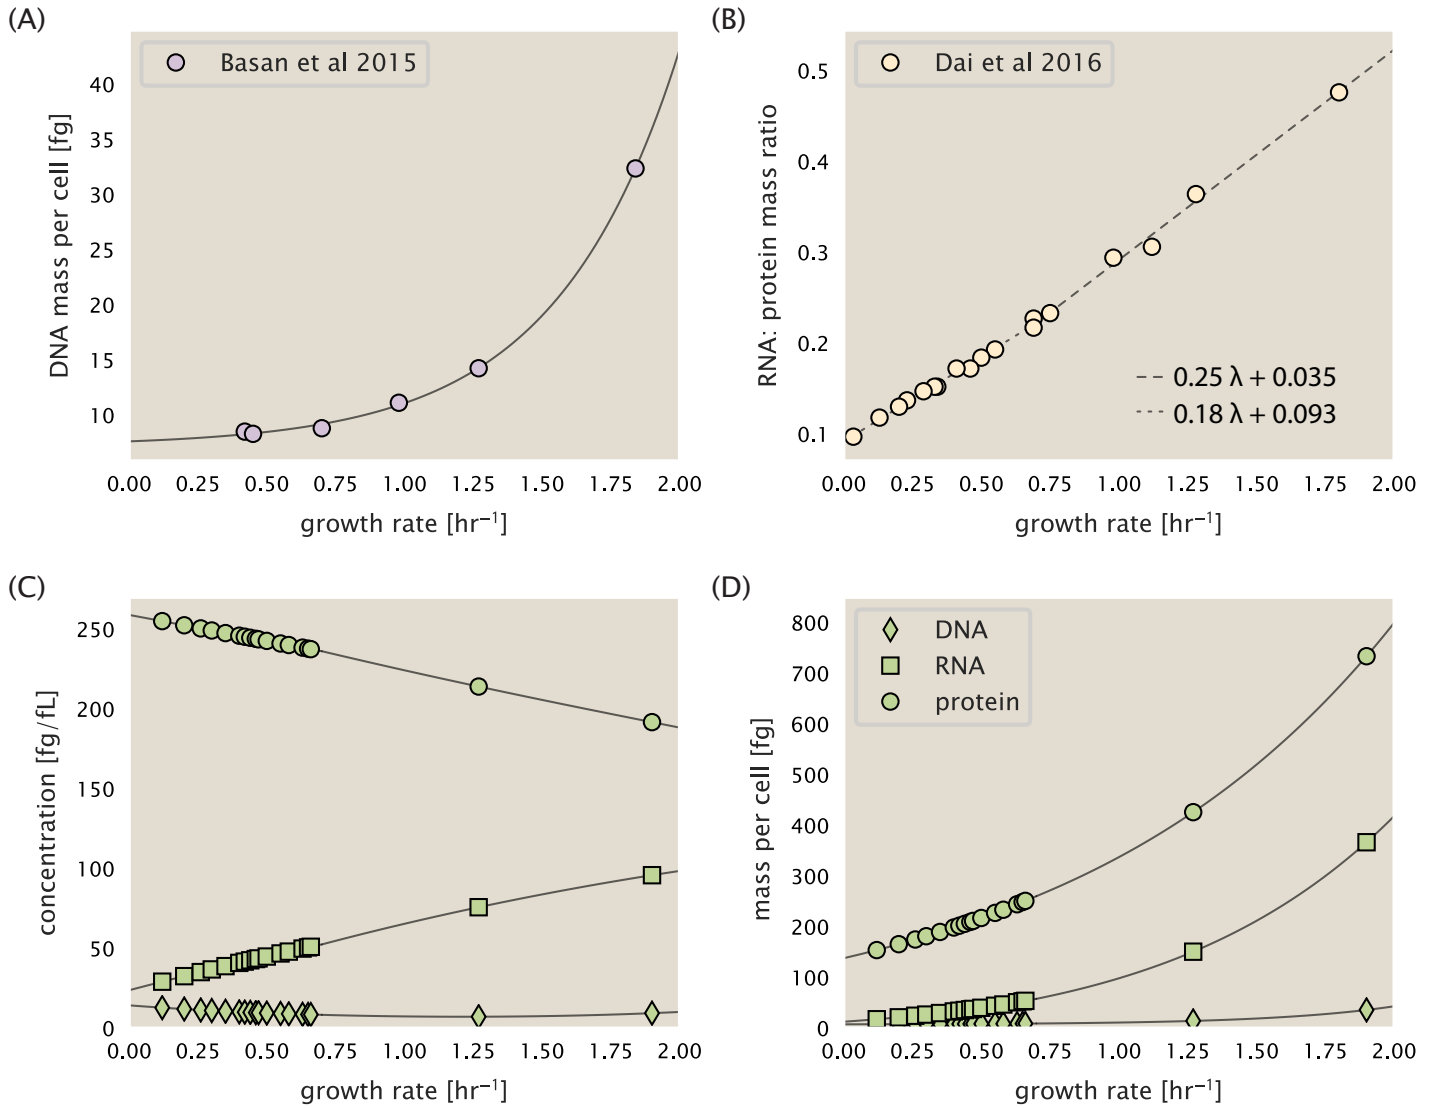 (A)
Basan et al 2015
DNA mass per cell [fg]
40
35
30
25
20
15
10
0.00 0.25 0.50 0.75 1.00 1.25 1.50 1.75 2.00
growth rate [hr⁻¹]
(B)
Dai et al 2016
RNA: protein mass ratio
0.5
0.4
0.3
0.2
0.1
0.25 λ + 0.035
0.18 λ + 0.093
0.00 0.25 0.50 0.75 1.00 1.25 1.50 1.75 2.00
growth rate [hr⁻¹]
(C)
concentration [fg/fL]
250
200
150
100
50
0
0.00 0.25 0.50 0.75 1.00 1.25 1.50 1.75 2.00
growth rate [hr⁻¹]
(D)
DNA
RNA
protein
mass per cell [fg]
800
700
600
500
400
300
200
100
0
0.00 0.25 0.50 0.75 1.00 1.25 1.50 1.75 2.00
growth rate [hr⁻¹]